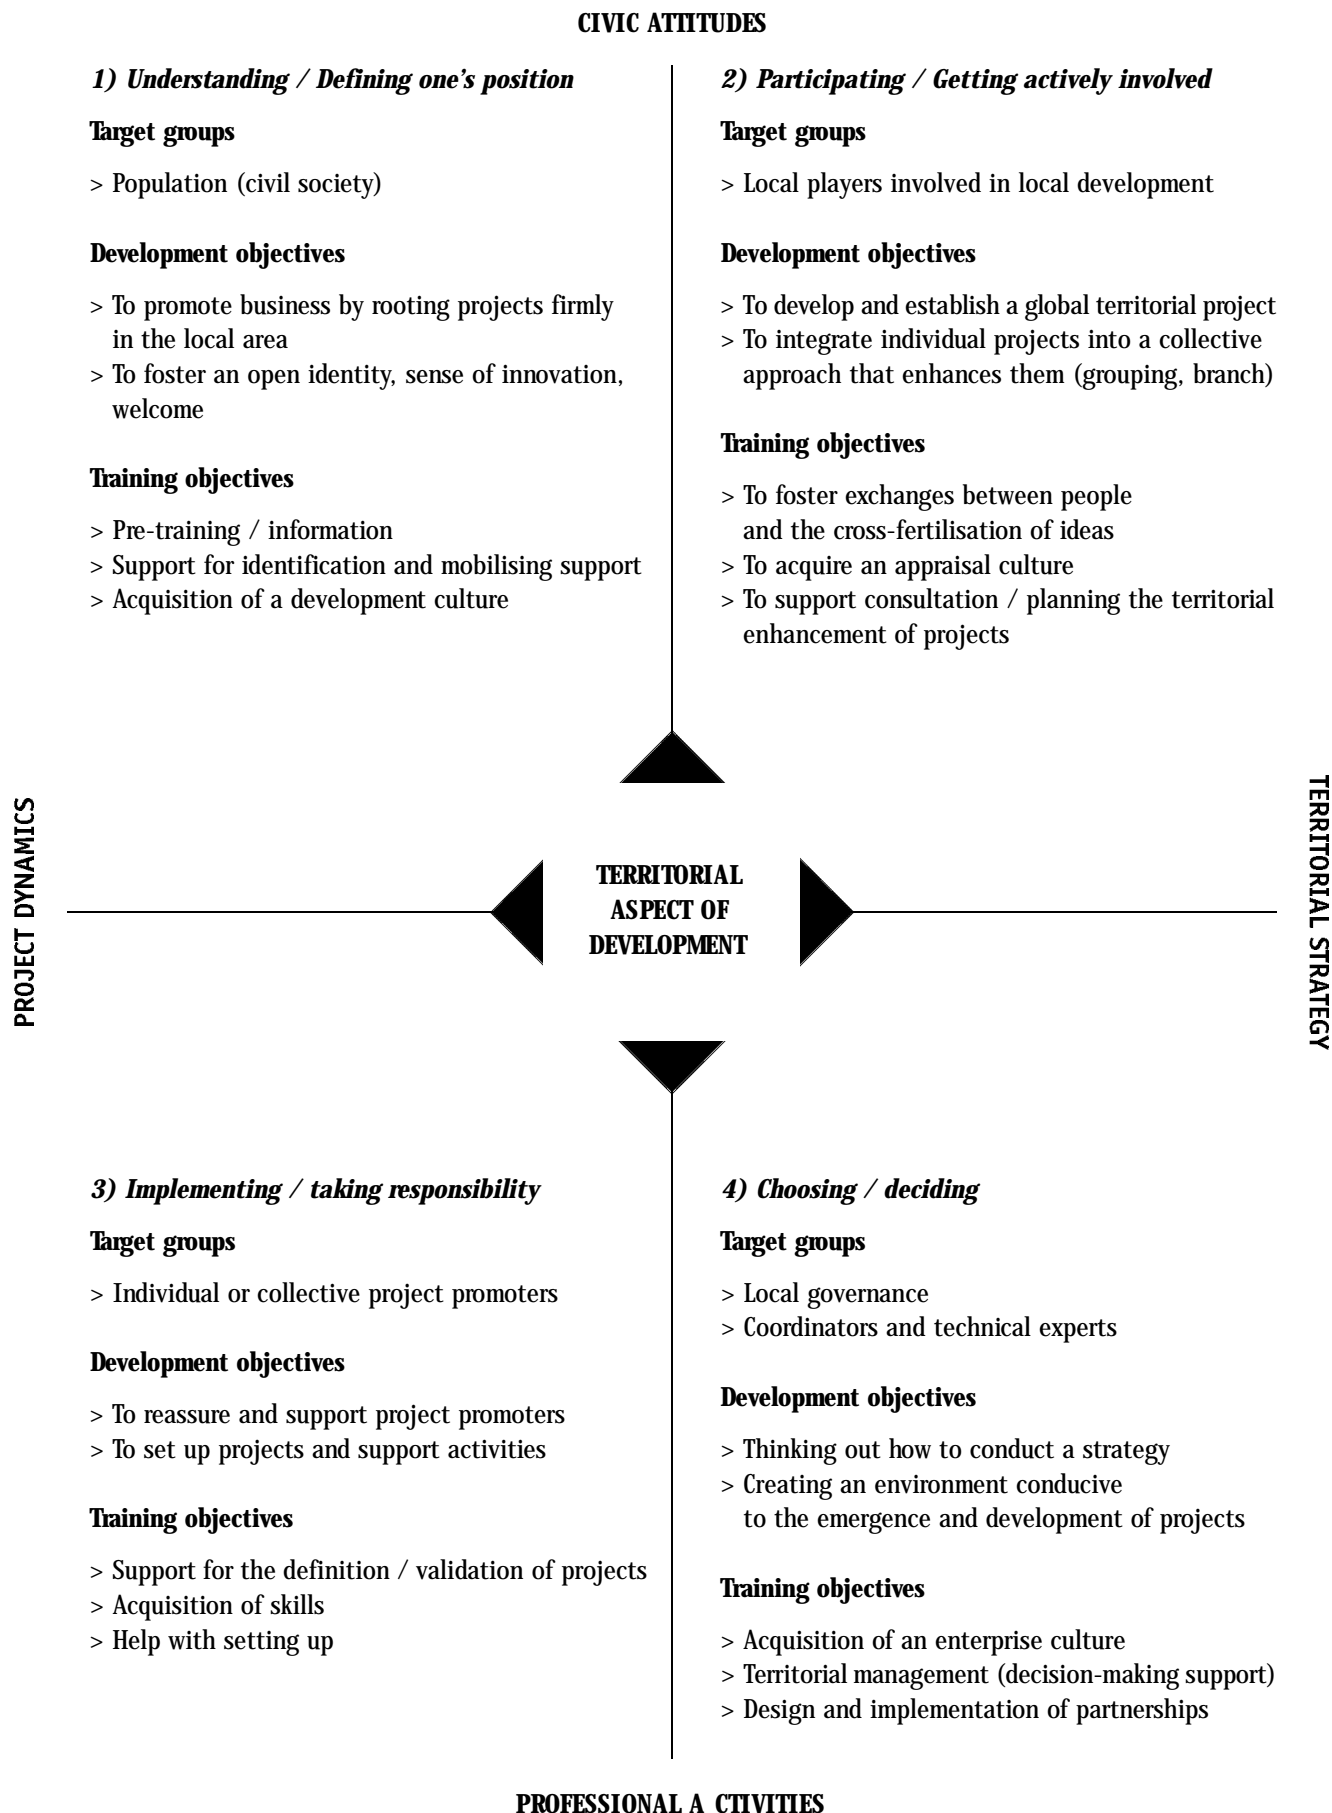 CIVIC ATTITUDES
1) Understanding / Defining one's position
Target groups
> Population (civil society)
Development objectives
> To promote business by rooting projects firmly
in the local area
> To foster an open identity, sense of innovation,
welcome
Training objectives
> Pre-training / information
> Support for identification and mobilising support
> Acquisition of a development culture
2) Participating / Getting actively involved
Target groups
> Local players involved in local development
Development objectives
> To develop and establish a global territorial project
> To integrate individual projects into a collective
approach that enhances them (grouping, branch)
Training objectives
> To foster exchanges between people
and the cross-fertilisation of ideas
> To acquire an appraisal culture
> To support consultation / planning the territorial
enhancement of projects
PROJECT DYNAMICS
TERRITORIAL
ASPECT OF
DEVELOPMENT
TERRITORIAL STRATEGY
3) Implementing / taking responsibility
Target groups
> Individual or collective project promoters
Development objectives
> To reassure and support project promoters
> To set up projects and support activities
Training objectives
> Support for the definition / validation of projects
> Acquisition of skills
> Help with setting up
4) Choosing / deciding
Target groups
> Local governance
> Coordinators and technical experts
Development objectives
> Thinking out how to conduct a strategy
> Creating an environment conducive
to the emergence and development of projects
Training objectives
> Acquisition of an enterprise culture
> Territorial management (decision-making support)
> Design and implementation of partnerships
PROFESSIONAL A CTIVITIES